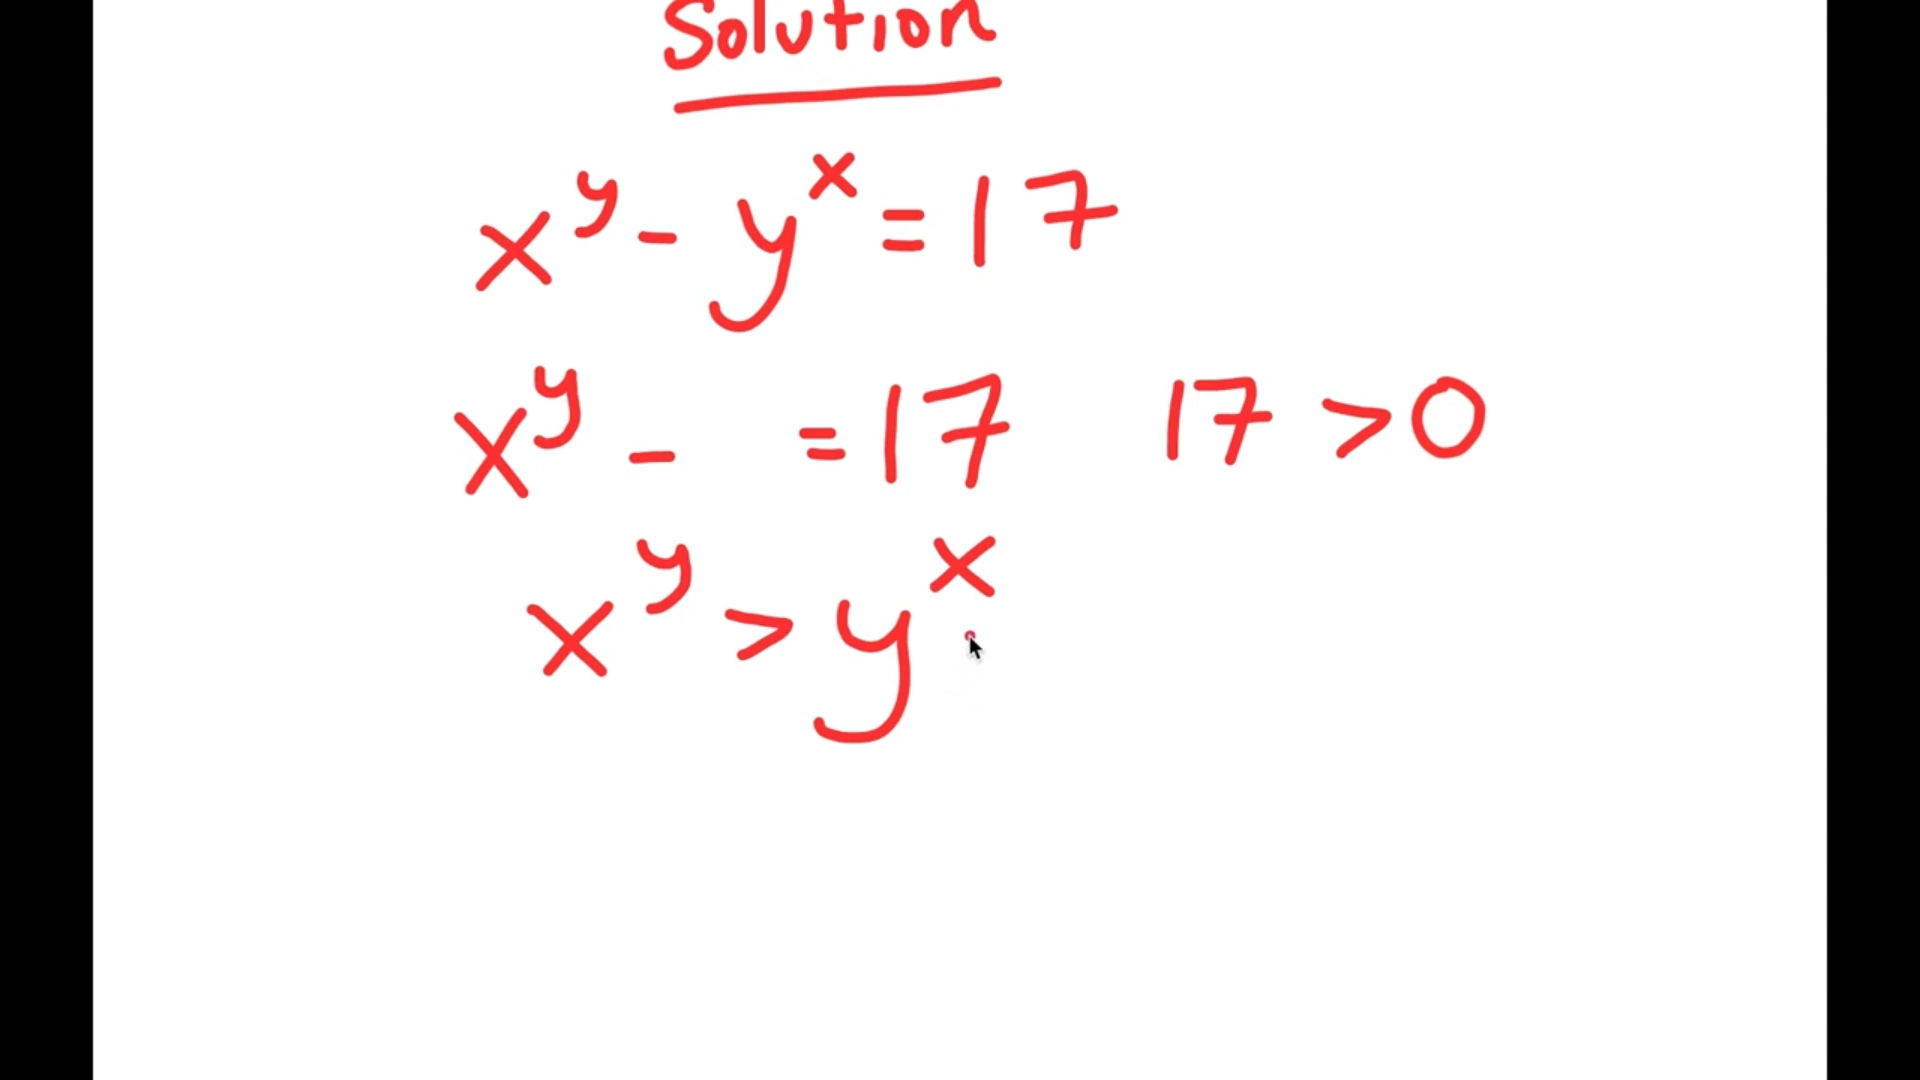 Solution
x^y - y^x = 17
x^y - = 17 17 > 0
x^y > y^x